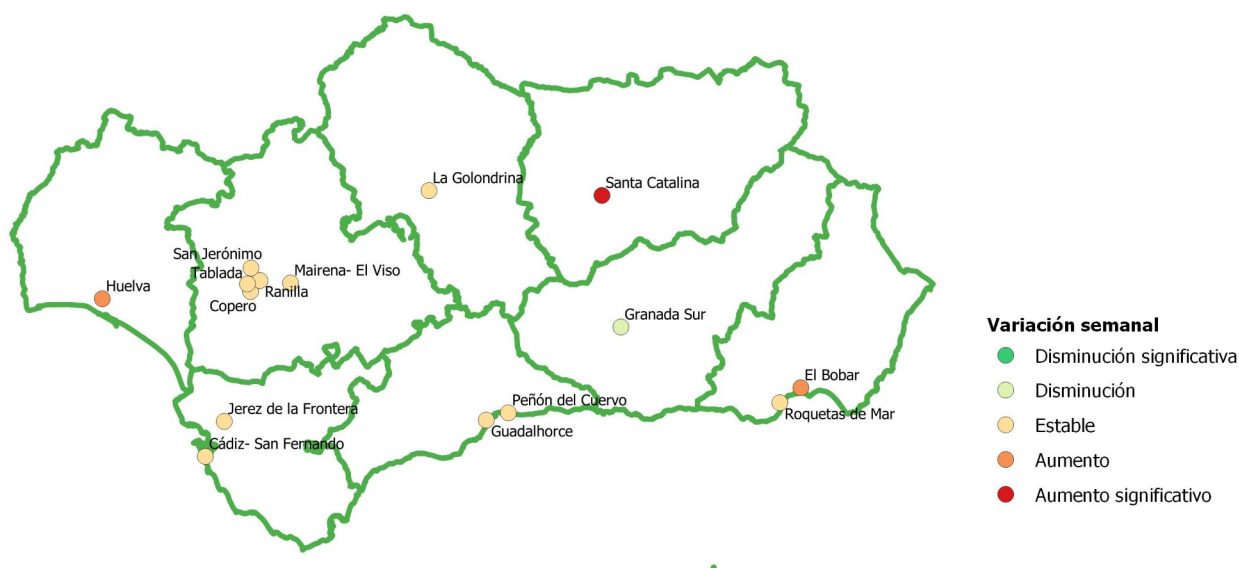 La Golondrina
Santa Catalina
San Jerónimo
Tablada
Mairena- El Viso
Ranilla
Copero
Huelva
Granada Sur
El Bobar
Roquetas de Mar
Peñón del Cuervo
Guadalhorce
Jerez de la Frontera
Cádiz- San Fernando
Variación semanal
Disminución significativa
Disminución
Estable
Aumento
Aumento significativo